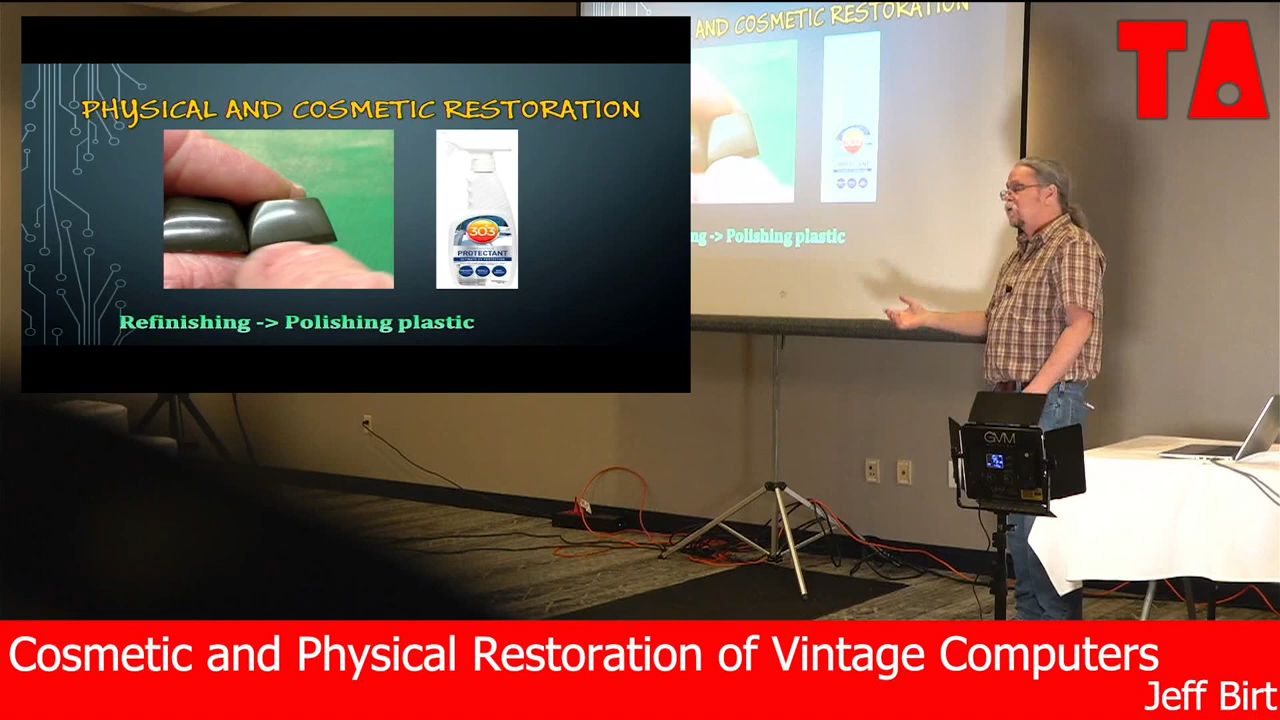 PHYSICAL AND COSMETIC RESTORATION
303
PROTECTANT
Refinishing -> Polishing plastic
AND COSMETIC RESTORATION
ng -> Polishing plastic
TA
GVM
Cosmetic and Physical Restoration of Vintage Computers
Jeff Birt